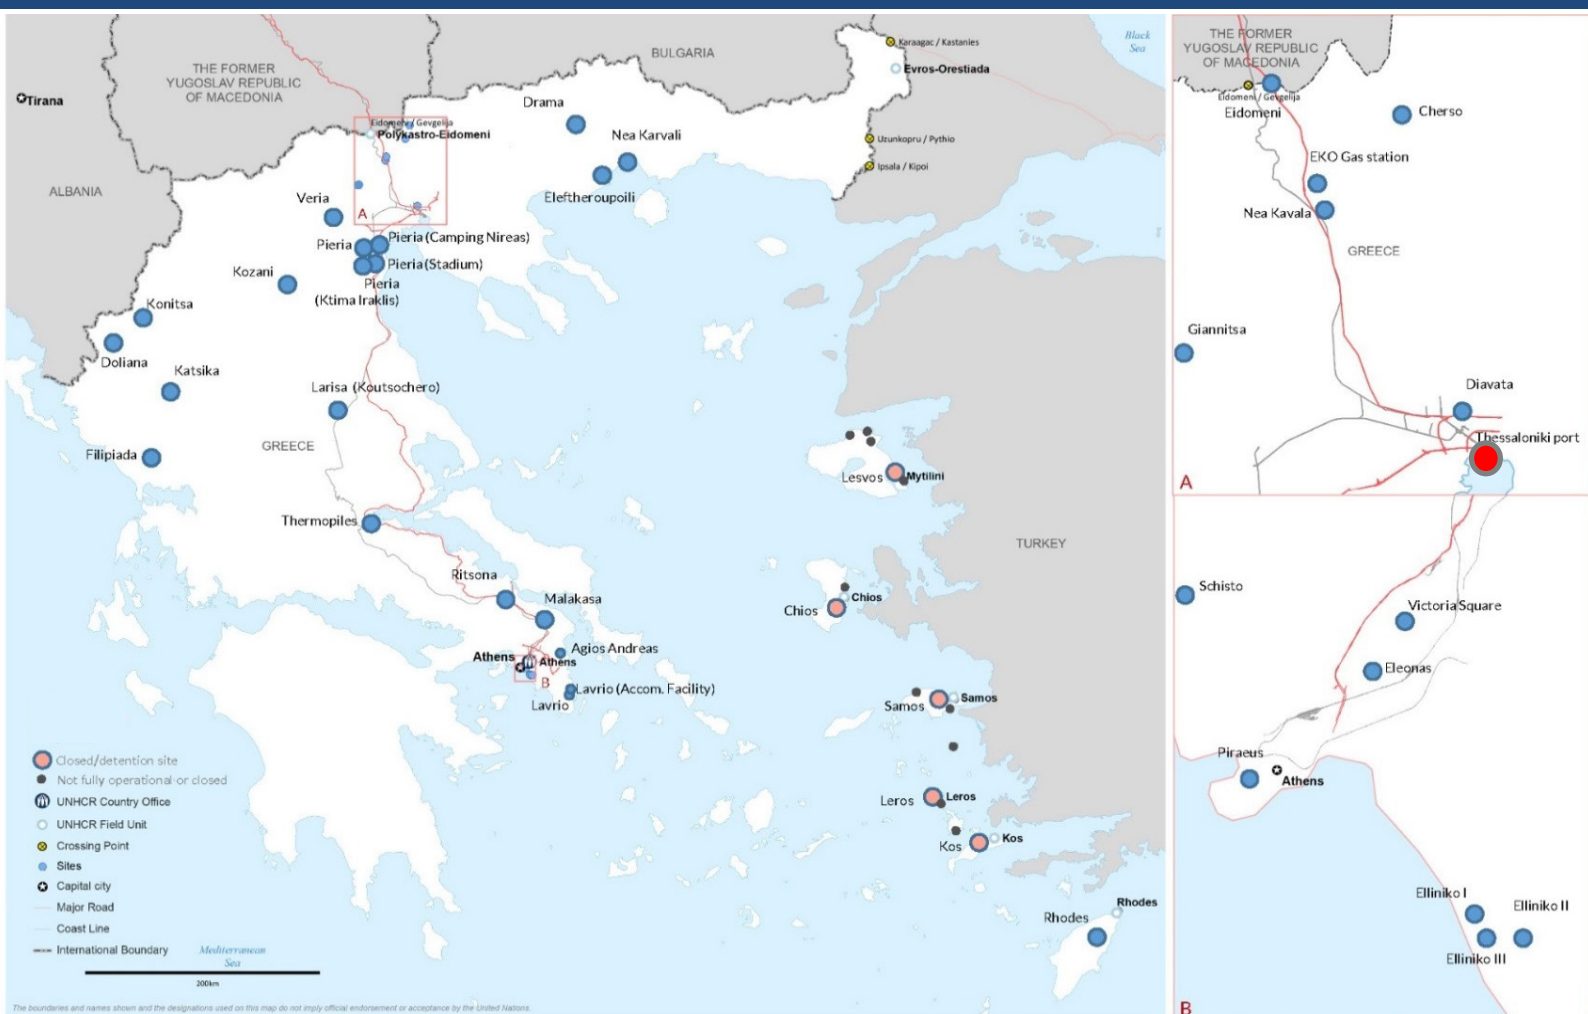 BULGARIA
Black
Sea
Karaagac / Kastanies
Evros-Orestiada
THE FORMER
YUGOSLAV REPUBLIC
OF MACEDONIA
Tirana
Drama
Eidomeni / Gevgelija
Polykastro-Eidomeni
Nea Karvali
Uzunkopru / Pythio
Ipsala / Kipoi
ALBANIA
Veria
A
Eleftheroupoili
Pieria
Pieria (Camping Nireas)
Pieria (Stadium)
Pieria
(Ktima Iraklis)
Kozani
Konitsa
Doliana
Katsika
Larisa (Koutsochero)
GREECE
Filipiada
Lesvos
Mytilini
Thermopiles
TURKEY
Ritsona
Malakasa
Chios
Chios
Agios Andreas
Athens
Athens
B
Lavrio (Accom. Facility)
Lavrio
Samos
Samos
Leros
Leros
Kos
Kos
Rhodes
Rhodes
Closed/detention site
Not fully operational or closed
UNHCR Country Office
UNHCR Field Unit
Crossing Point
Sites
Capital city
Major Road
Coast Line
International Boundary
Mediterranean
Sea
200km
The boundaries and names shown and the designations used on this map do not imply official endorsement or acceptance by the United Nations.
THE FORMER
YUGOSLAV REPUBLIC
OF MACEDONIA
Eidomeni / Gevgelija
Eidomeni
Cherso
EKO Gas station
Nea Kavala
GREECE
Giannitsa
Diavata
Thessaloniki port
A
Schisto
Victoria Square
Eleonas
Piraeus
Athens
Elliniko I
Elliniko II
Elliniko III
B